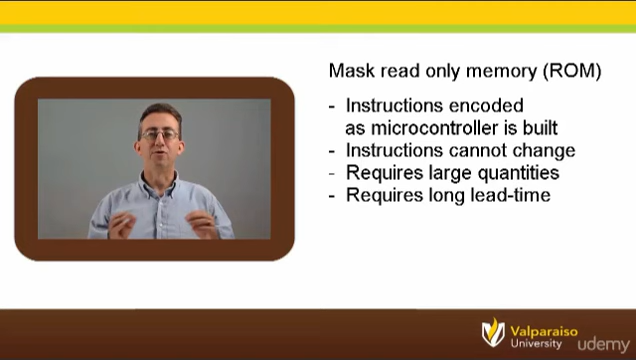 Mask read only memory (ROM)
- Instructions encoded
as microcontroller is built
- Instructions cannot change
- Requires large quantities
- Requires long lead-time
Valparaiso
University
udemy